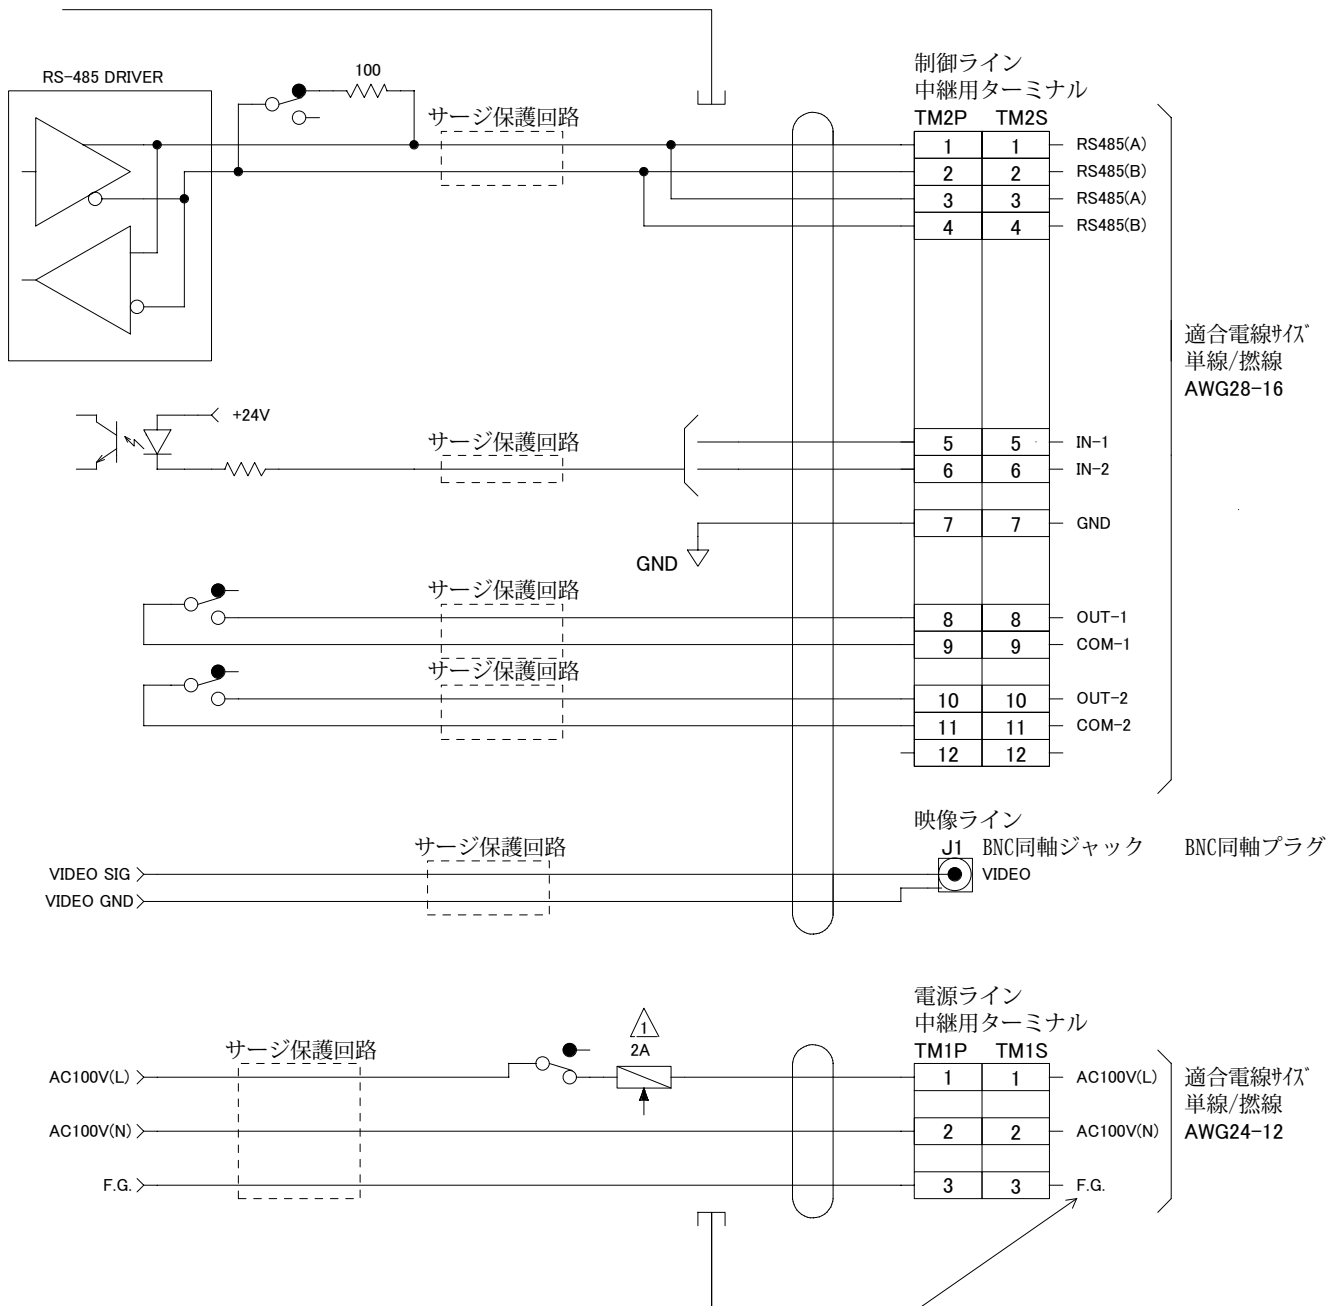 RS-485 DRIVER
100
サージ保護回路
制御ライン
中継用ターミナル
TM2P TM2S
1 1 RS485(A)
2 2 RS485(B)
3 3 RS485(A)
4 4 RS485(B)
適合電線ｻｲｽﾞ
単線/撚線
AWG28-16
+24V
サージ保護回路
5 5 IN-1
6 6 IN-2
7 7 GND
GND
サージ保護回路
8 8 OUT-1
9 9 COM-1
サージ保護回路
10 10 OUT-2
11 11 COM-2
12 12
映像ライン
サージ保護回路
J1 BNC同軸ジャック BNC同軸プラグ
VIDEO SIG
VIDEO
VIDEO GND
電源ライン
中継用ターミナル
サージ保護回路
1
2A
TM1P TM1S
AC100V(L) 1 1 AC100V(L)
AC100V(N) 2 2 AC100V(N)
F.G. 3 3 F.G.
適合電線ｻｲｽﾞ
単線/撚線
AWG24-12